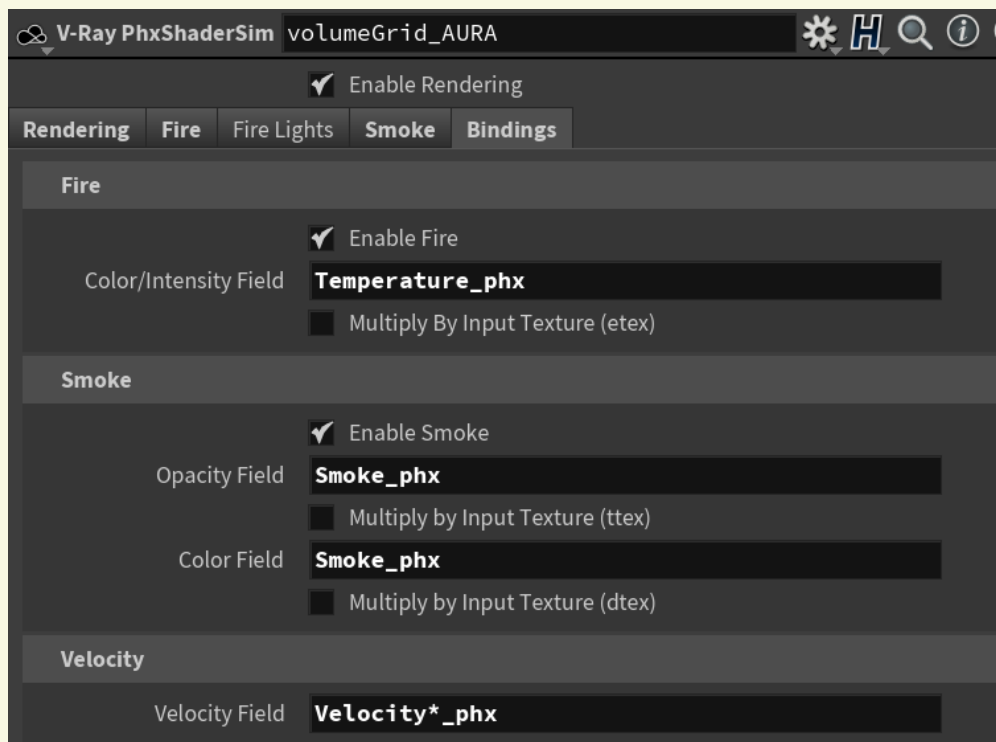 V-Ray PhxShaderSim volumeGrid_AURA
Enable Rendering
Rendering Fire Fire Lights Smoke Bindings
Fire
Enable Fire
Color/Intensity Field Temperature_phx
Multiply By Input Texture (etex)
Smoke
Enable Smoke
Opacity Field Smoke_phx
Multiply by Input Texture (ttex)
Color Field Smoke_phx
Multiply by Input Texture (dtex)
Velocity
Velocity Field Velocity*_phx